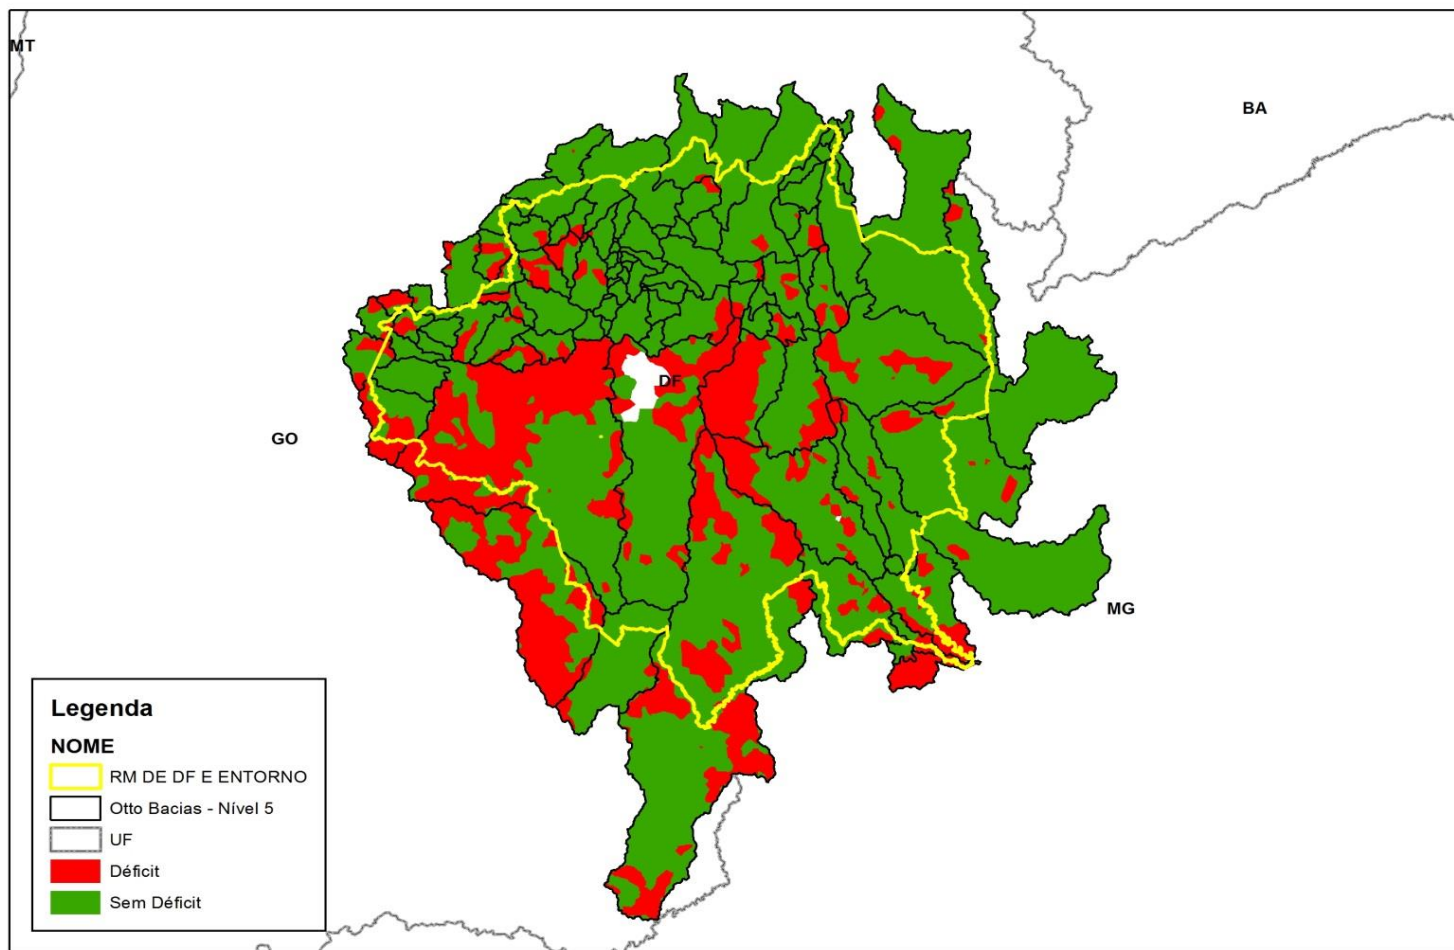 MT
BA
DF
GO
MG
Legenda
NOME
RM DE DF E ENTORNO
Otto Bacias - Nível 5
UF
Déficit
Sem Déficit